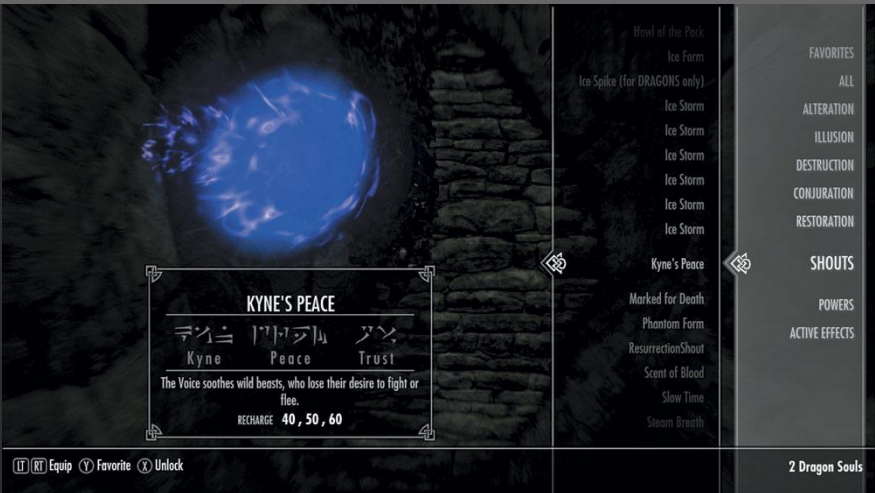 KYNE'S PEACE
Kyne Peace Trust
The Voice soothes wild beasts, who lose their desire to fight or
flee.
RECHARGE 40 , 50 , 60
Howl of the Pack
Ice Form
Ice Spike (for DRAGONS only)
Ice Storm
Ice Storm
Ice Storm
Ice Storm
Ice Storm
Ice Storm
Kyne's Peace
Marked for Death
Phantom Form
ResurrectionShout
Scent of Blood
Slow Time
Steam Breath
FAVORITES
ALL
ALTERATION
ILLUSION
DESTRUCTION
CONJURATION
RESTORATION
SHOUTS
POWERS
ACTIVE EFFECTS
LT RT Equip Y Favorite X Unlock
2 Dragon Souls